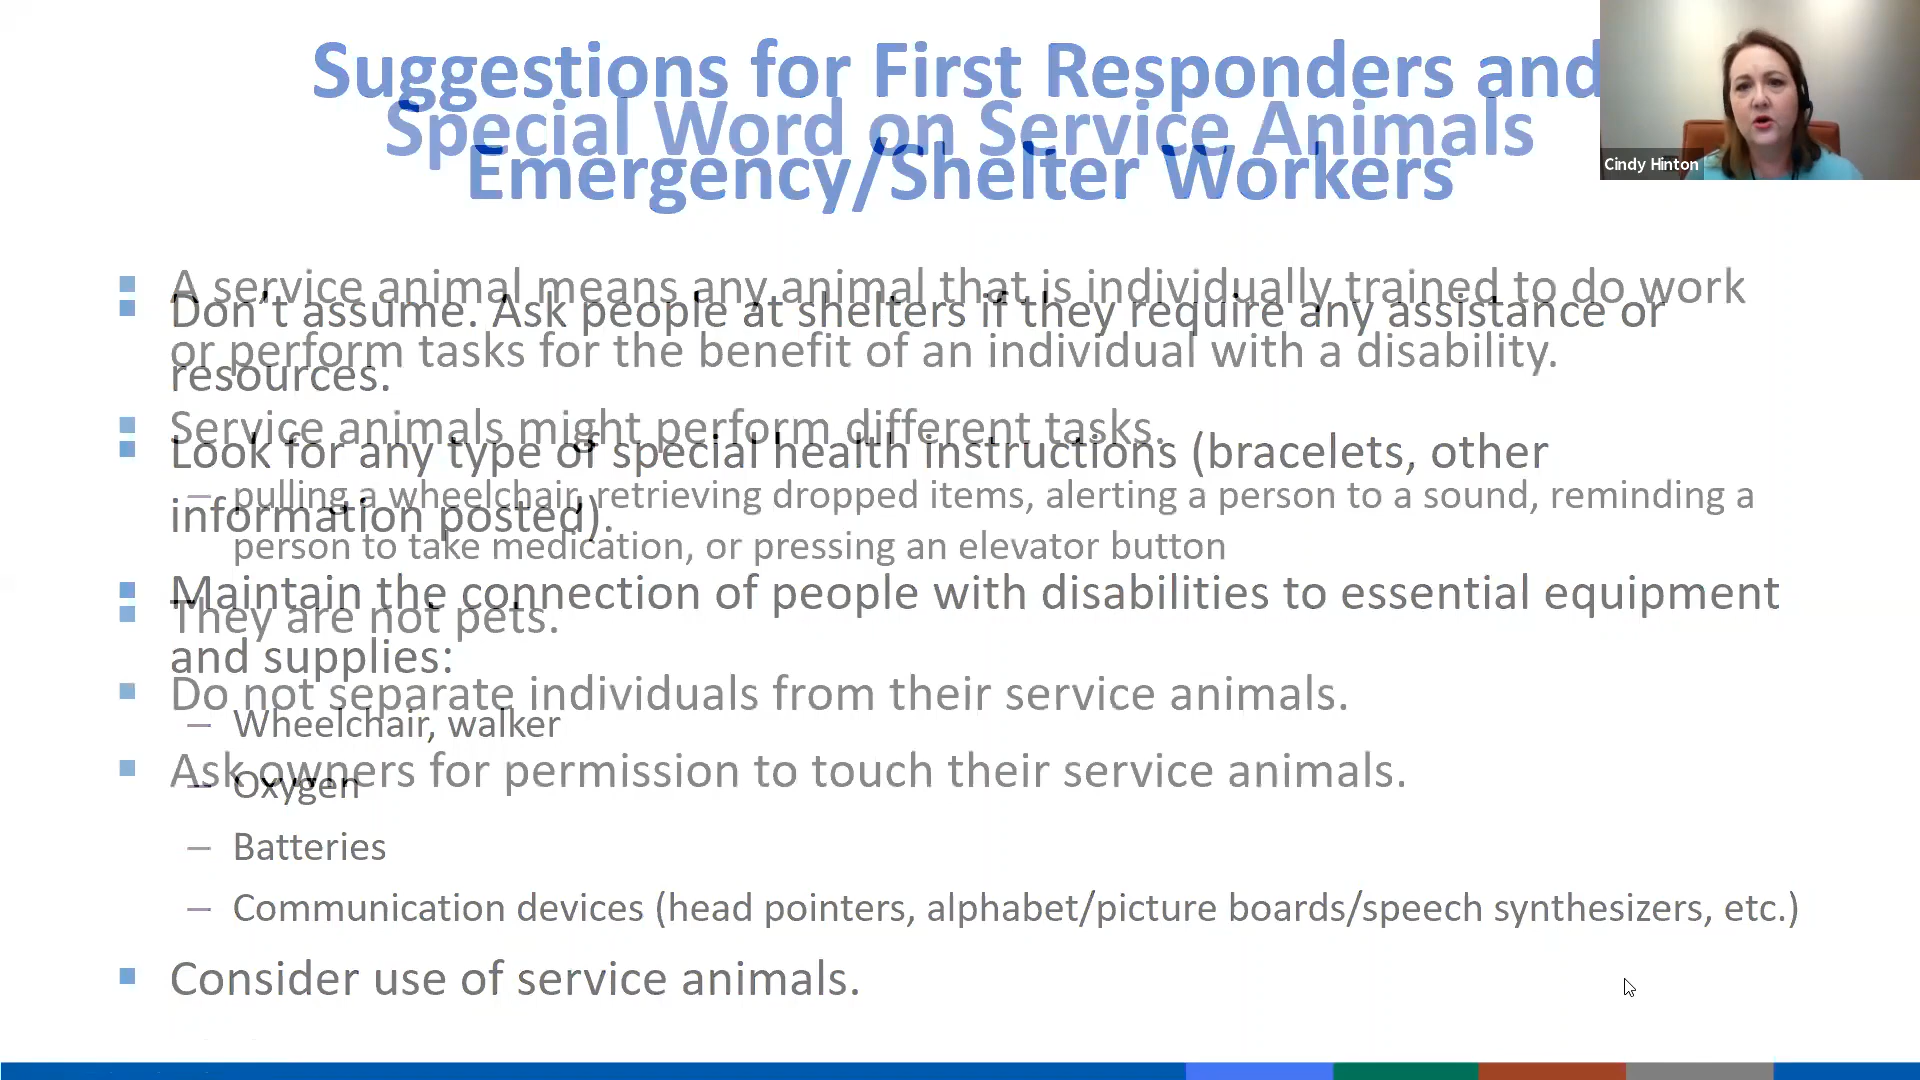 Suggestions for First Responders and
Emergency/Shelter Workers
Don't assume. Ask people at shelters if they require any assistance or
resources.
Look for any type of special health instructions (bracelets, other
information posted).
Maintain the connection of people with disabilities to essential equipment
and supplies:
– Wheelchair, walker
– Oxygen
– Batteries
– Communication devices (head pointers, alphabet/picture boards/speech synthesizers, etc.)
Consider use of service animals.
Special Word on Service Animals
A service animal means any animal that is individually trained to do work
or perform tasks for the benefit of an individual with a disability.
Service animals might perform different tasks.
– pulling a wheelchair, retrieving dropped items, alerting a person to a sound, reminding a
person to take medication, or pressing an elevator button
They are not pets.
Do not separate individuals from their service animals.
Ask owners for permission to touch their service animals.
Cindy Hinton